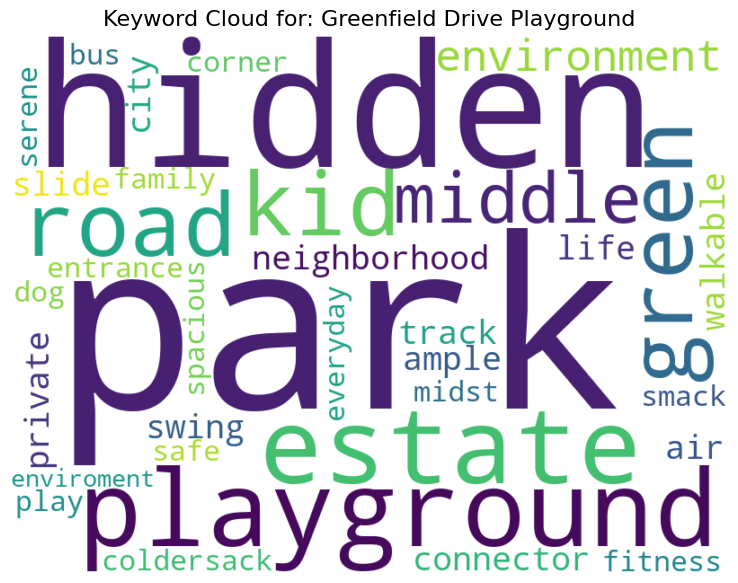 Keyword Cloud for: Greenfield Drive Playground
hidden
bus
corner
environment
serene
city
slide
family
road
kid
middle
green
walkable
neighborhood
life
entrance
dog
park
spacious
everyday
track
ample
midst
private
swing
safe
estate
smack
air
enviroment
play
playground
coldersack
connector
fitness